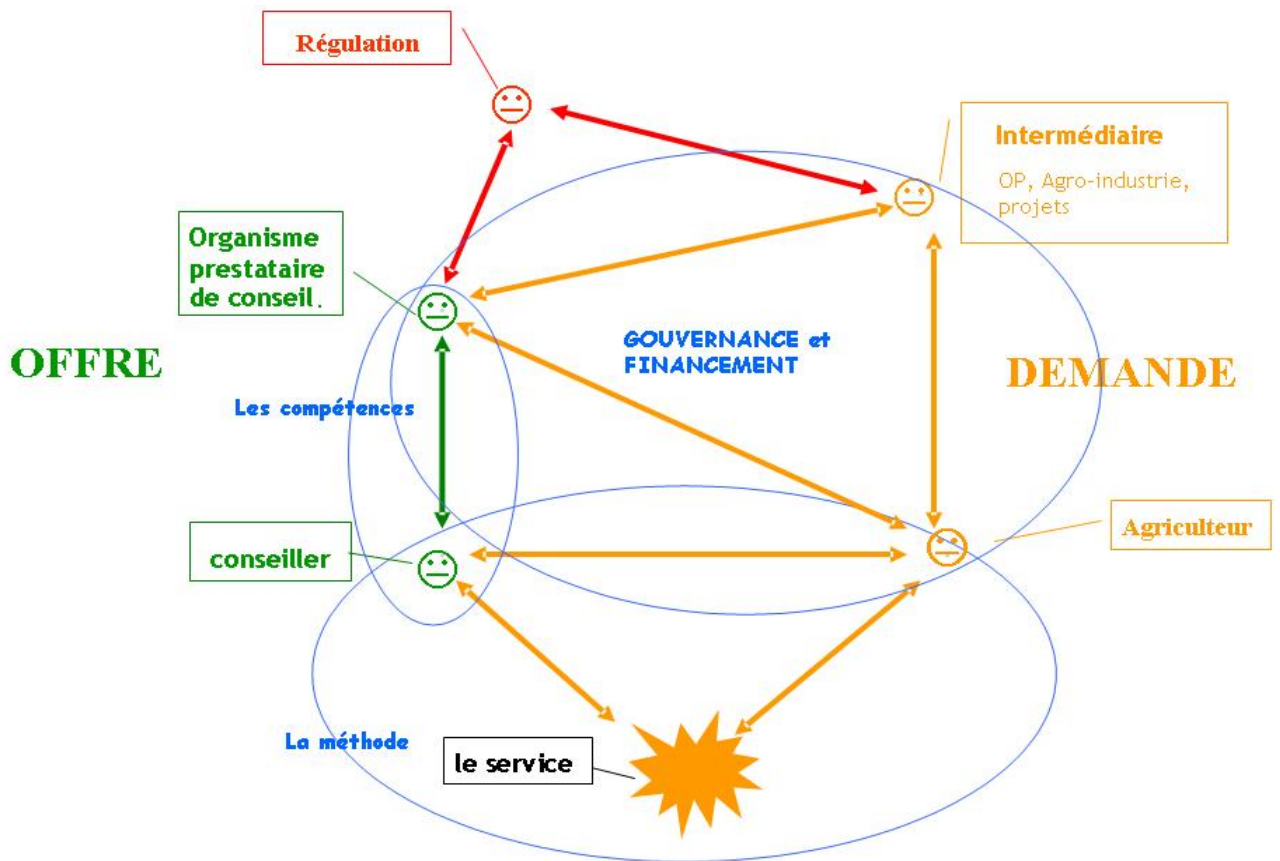 Régulation
Intermédiaire
OP, Agro-industrie,
projets
Organisme
prestataire
de conseil.
GOUVERNANCE et
FINANCEMENT
OFFRE
DEMANDE
Les compétences
conseiller
Agriculteur
La méthode
le service